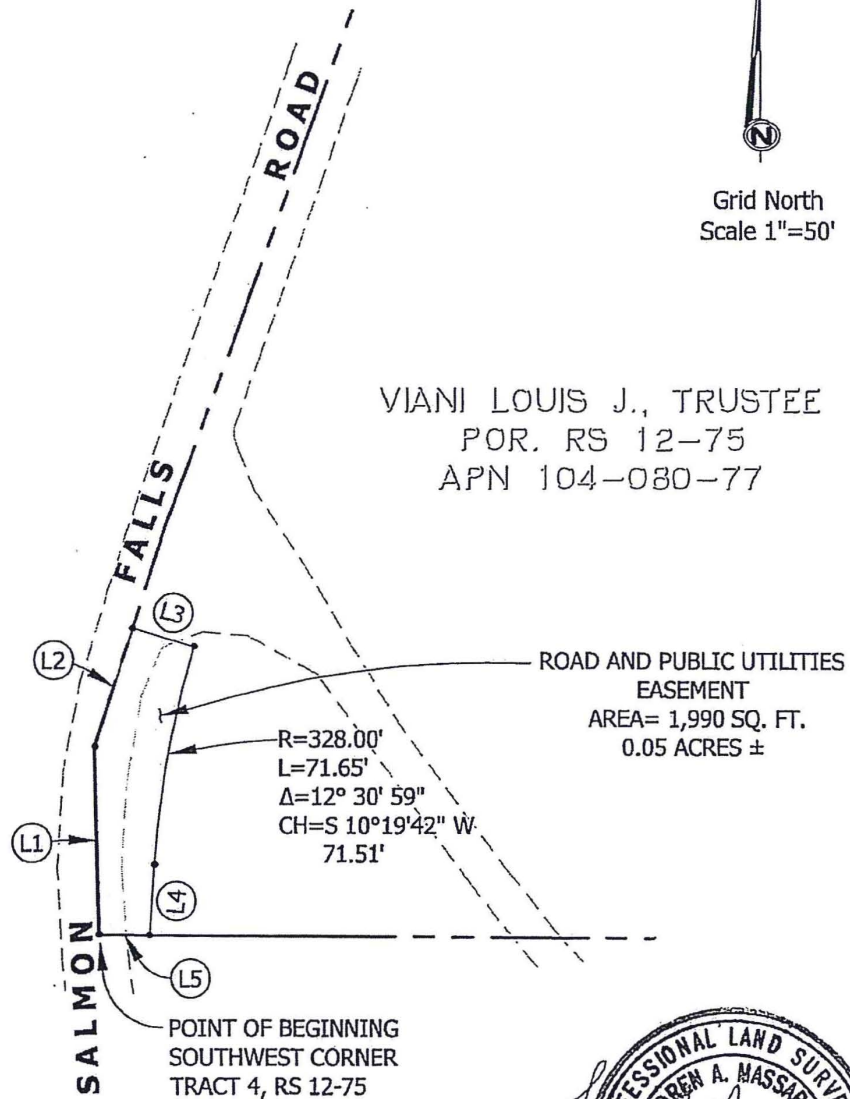 N
Grid North
Scale 1"=50'
SALMON FALLS ROAD
VIANI LOUIS J., TRUSTEE
POR. RS 12-75
APN 104-080-77
L3
L2
ROAD AND PUBLIC UTILITIES
EASEMENT
AREA= 1,990 SQ. FT.
0.05 ACRES ±
R=328.00'
L=71.65'
Δ=12° 30' 59"
CH=S 10°19'42" W
71.51'
L1
L4
L5
POINT OF BEGINNING
SOUTHWEST CORNER
TRACT 4, RS 12-75
LAND
A.